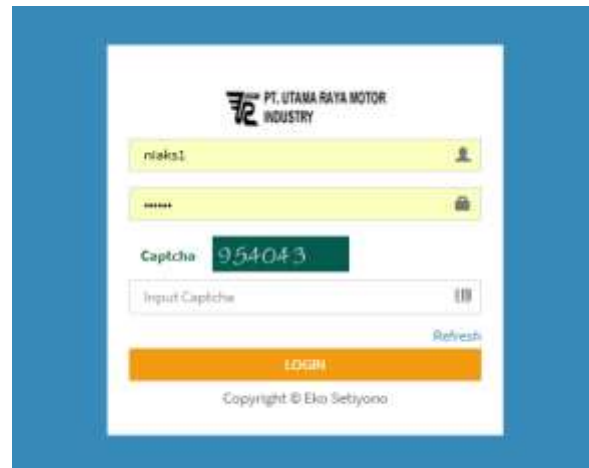 PT. UTAMA RAYA MOTOR
INDUSTRY
niaks1
•••••••
Captcha 954043
Input Captcha
Refresh
LOGIN
Copyright © Eko Setiyono